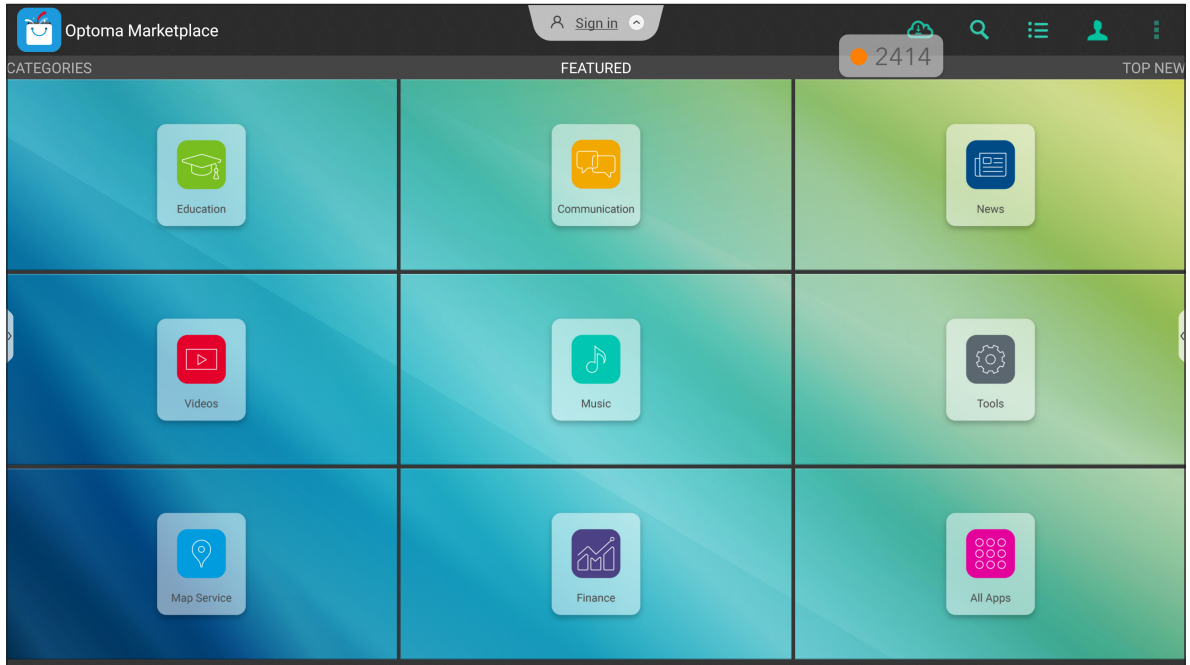 Optoma Marketplace
Sign in
2414
CATEGORIES
FEATURED
TOP NEW
Education
Communication
News
Videos
Music
Tools
Map Service
Finance
All Apps